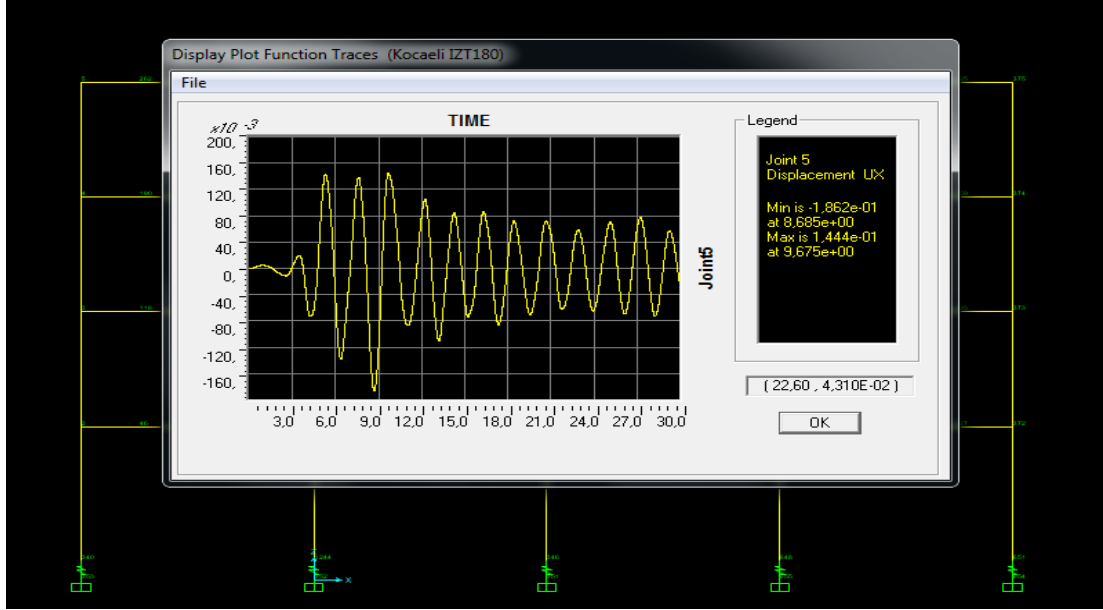 Display Plot Function Traces (Kocaeli IZT180)
File
TIME
x10 -3
200,
160,
120,
80,
40,
0,
-40,
-80,
-120,
-160,
3,0 6,0 9,0 12,0 15,0 18,0 21,0 24,0 27,0 30,0
Joint5
Legend
Joint 5
Displacement UX
Min is -1,862e-01
at 8,685e+00
Max is 1,444e-01
at 9,675e+00
( 22,60 , 4,310E-02 )
OK
X